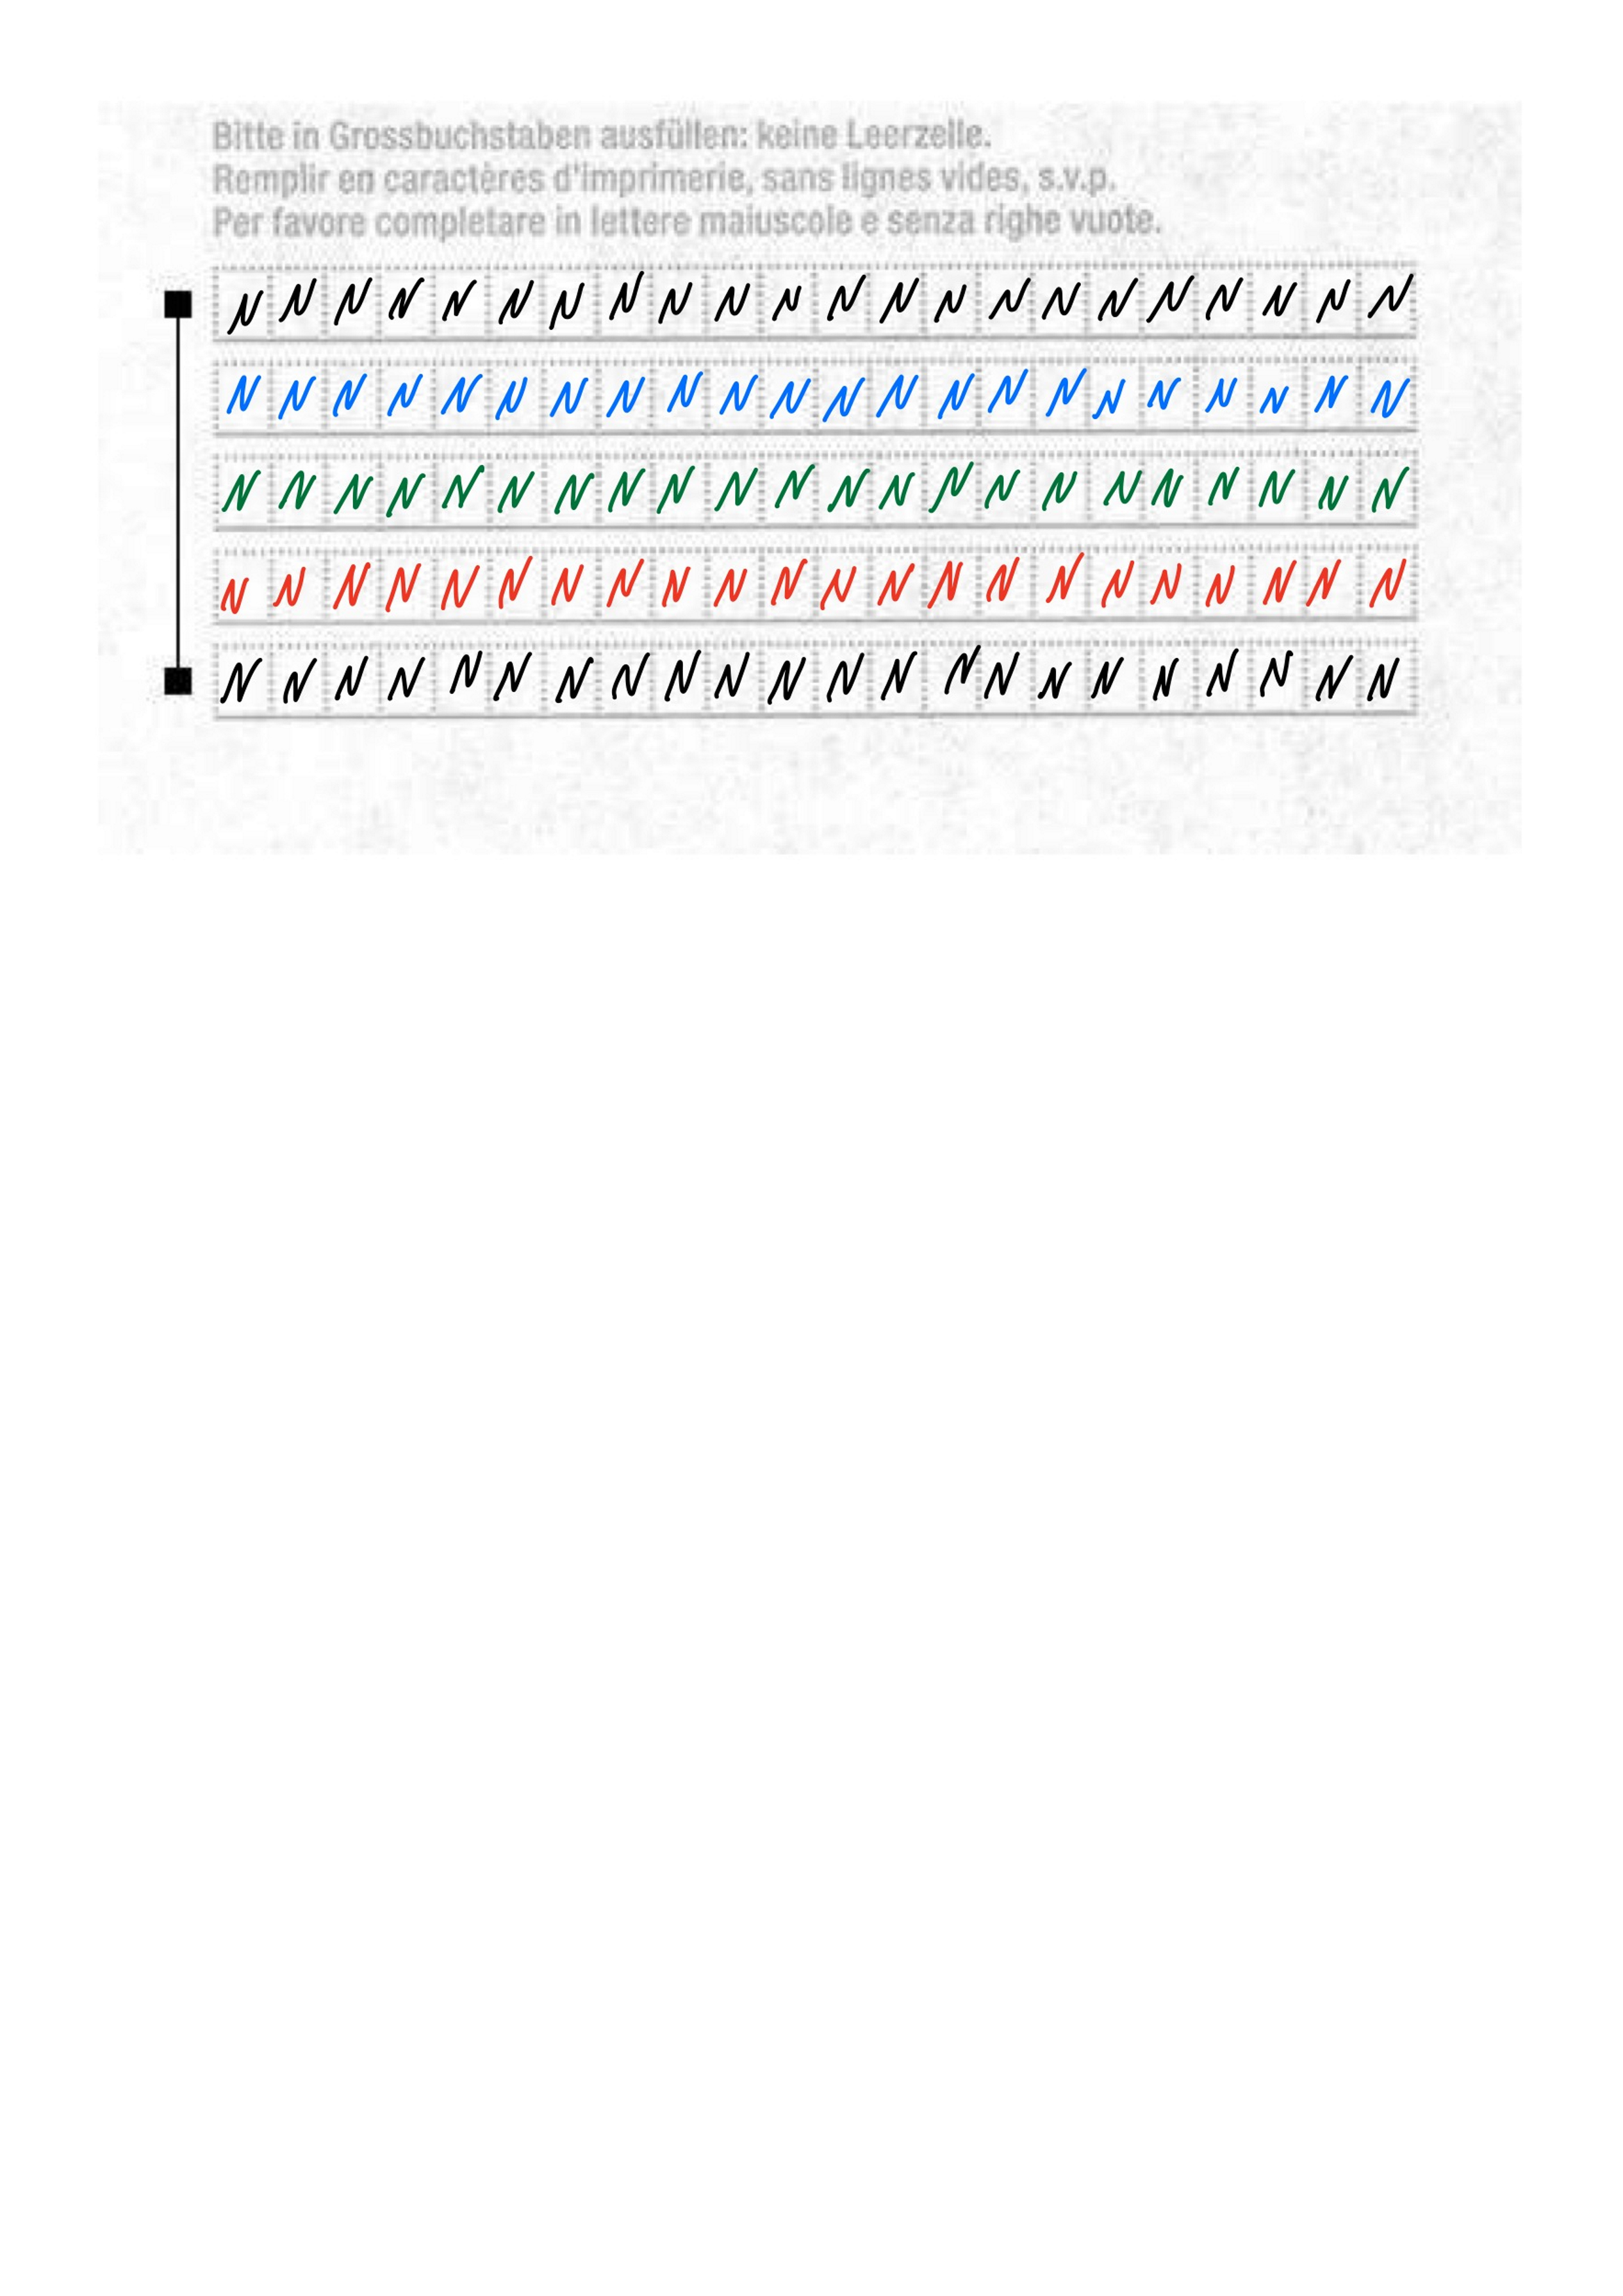 Bitte in Grossbuchstaben ausfüllen: keine Leerzelle.
Remplir en caractères d'imprimerie, sans lignes vides, s.v.p.
Per favore completare in lettere maiuscole e senza righe vuote.
NNNNNNNNNNNNNNNNNNNNNN
NNNNNNNNNNNNNNNNNNNNNN
NNNNNNNNNNNNNNNNNNNNNN
NNNNNNNNNNNNNNNNNNNNNN
NNNNNNNNNNNNNNNNNNNNNN